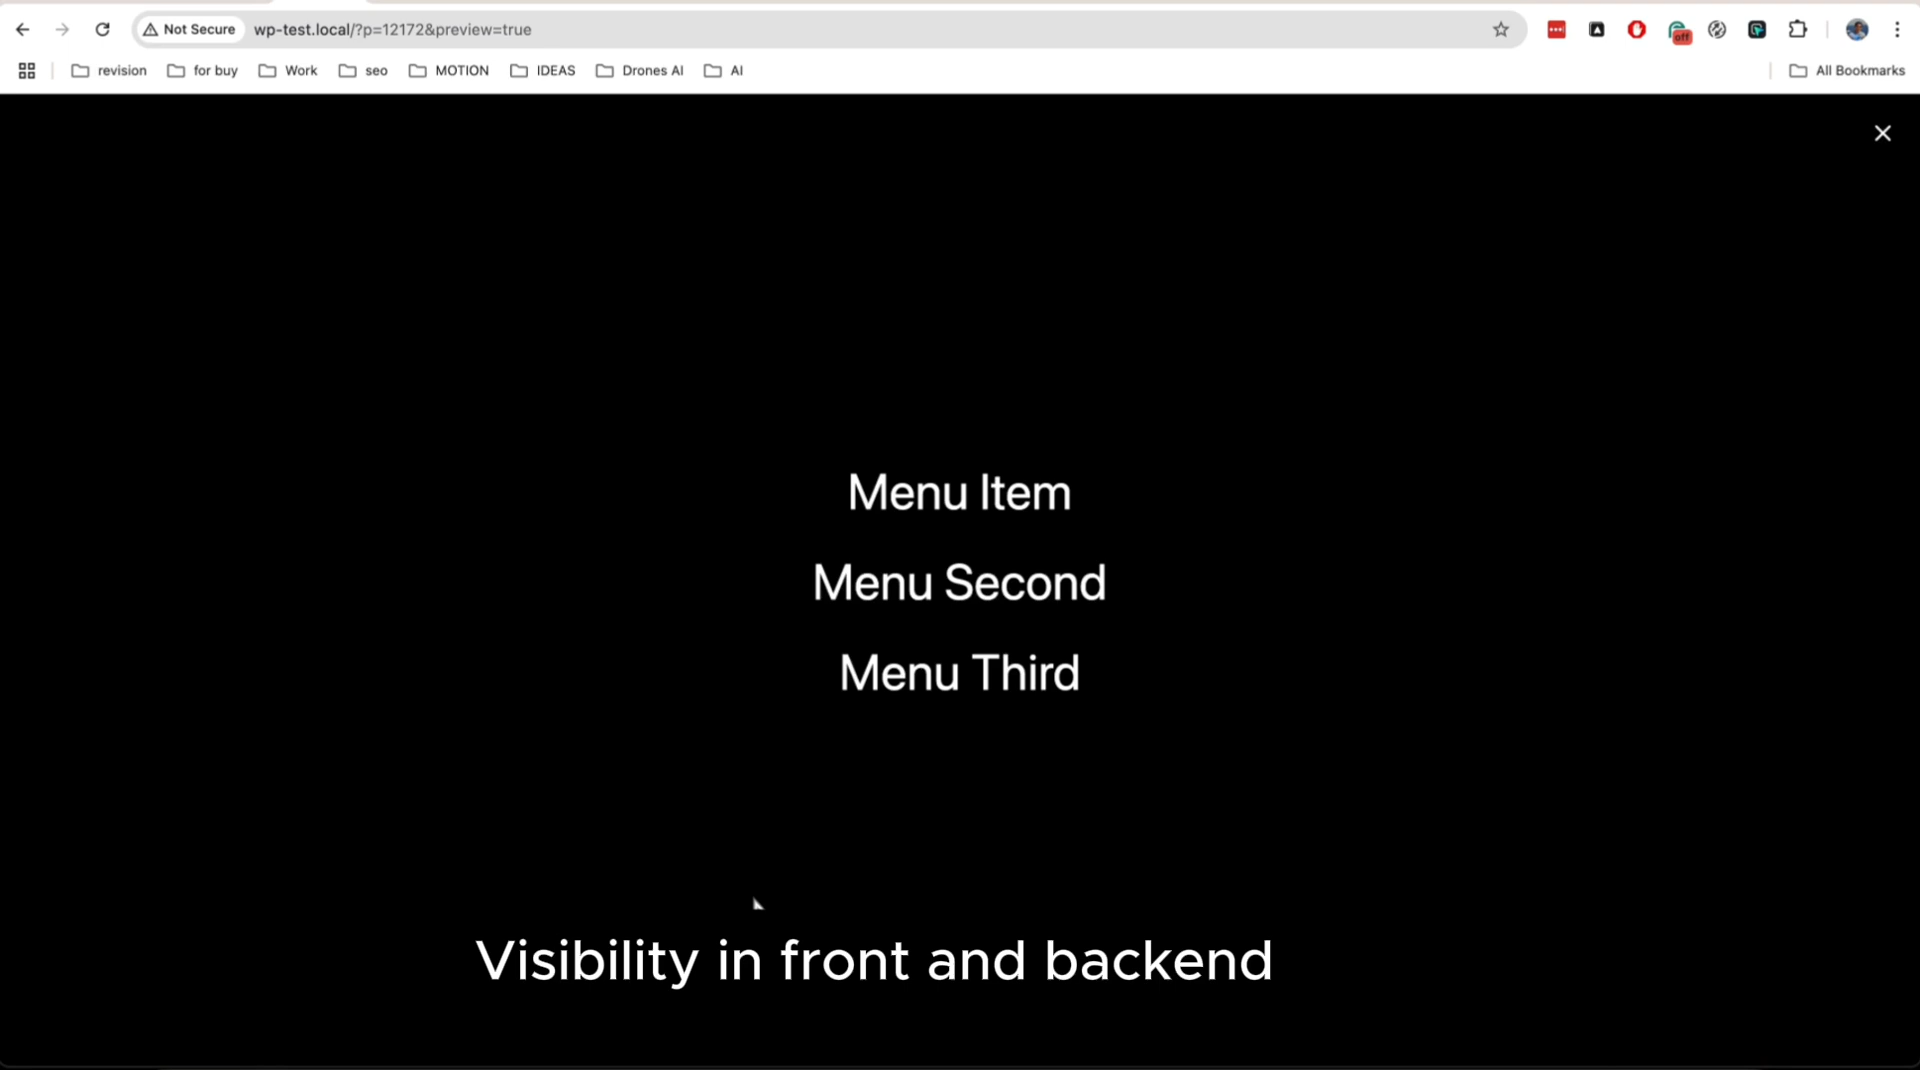 Not Secure wp-test.local/?p=12172&preview=true
off
revision for buy Work seo MOTION IDEAS Drones AI AI All Bookmarks
Menu Item
Menu Second
Menu Third
Visibility in front and backend